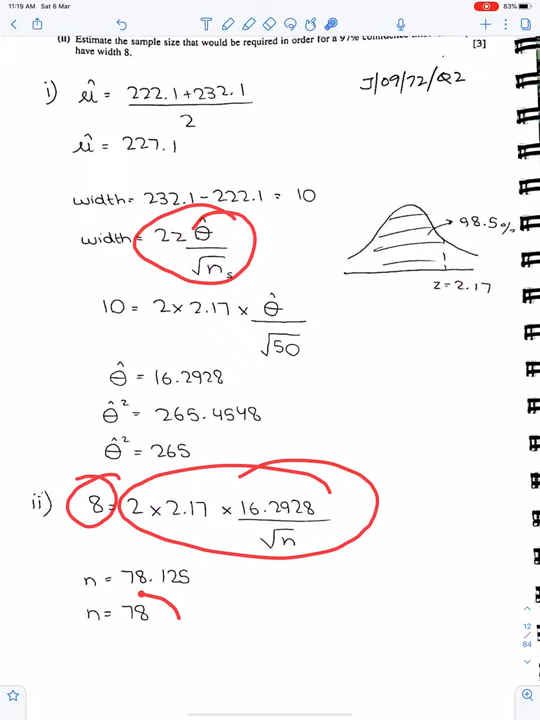 11:19 AM Sat 6 Mar
83%
(ii) Estimate the sample size that would be required in order for a 97% confidence
have width 8.
[3]
J/09/72/Q2
i) μ̂ = 222.1+232.1
2
μ̂ = 227.1
width = 232.1-222.1 = 10
width = 2z θ̂
√n
98.5%
z = 2.17
10 = 2 × 2.17 × θ̂
√50
θ̂ = 16.2928
θ̂² = 265.4548
θ̂² = 265
ii) 8 = 2 × 2.17 × 16.2928
√n
n = 78.125
n = 78
12
/
84